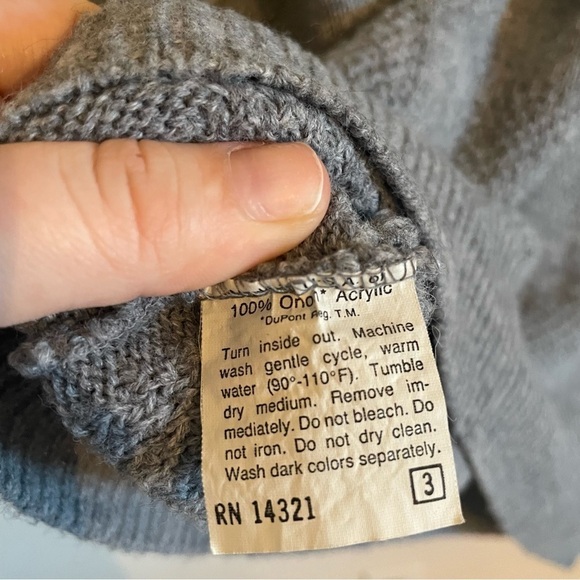 U.S.A.
100% Orlon* Acrylic
*DuPont Reg. T.M.
Turn inside out. Machine
wash gentle cycle, warm
water (90°-110°F). Tumble
dry medium. Remove im-
mediately. Do not bleach. Do
not iron. Do not dry clean.
Wash dark colors separately.
RN 14321
3